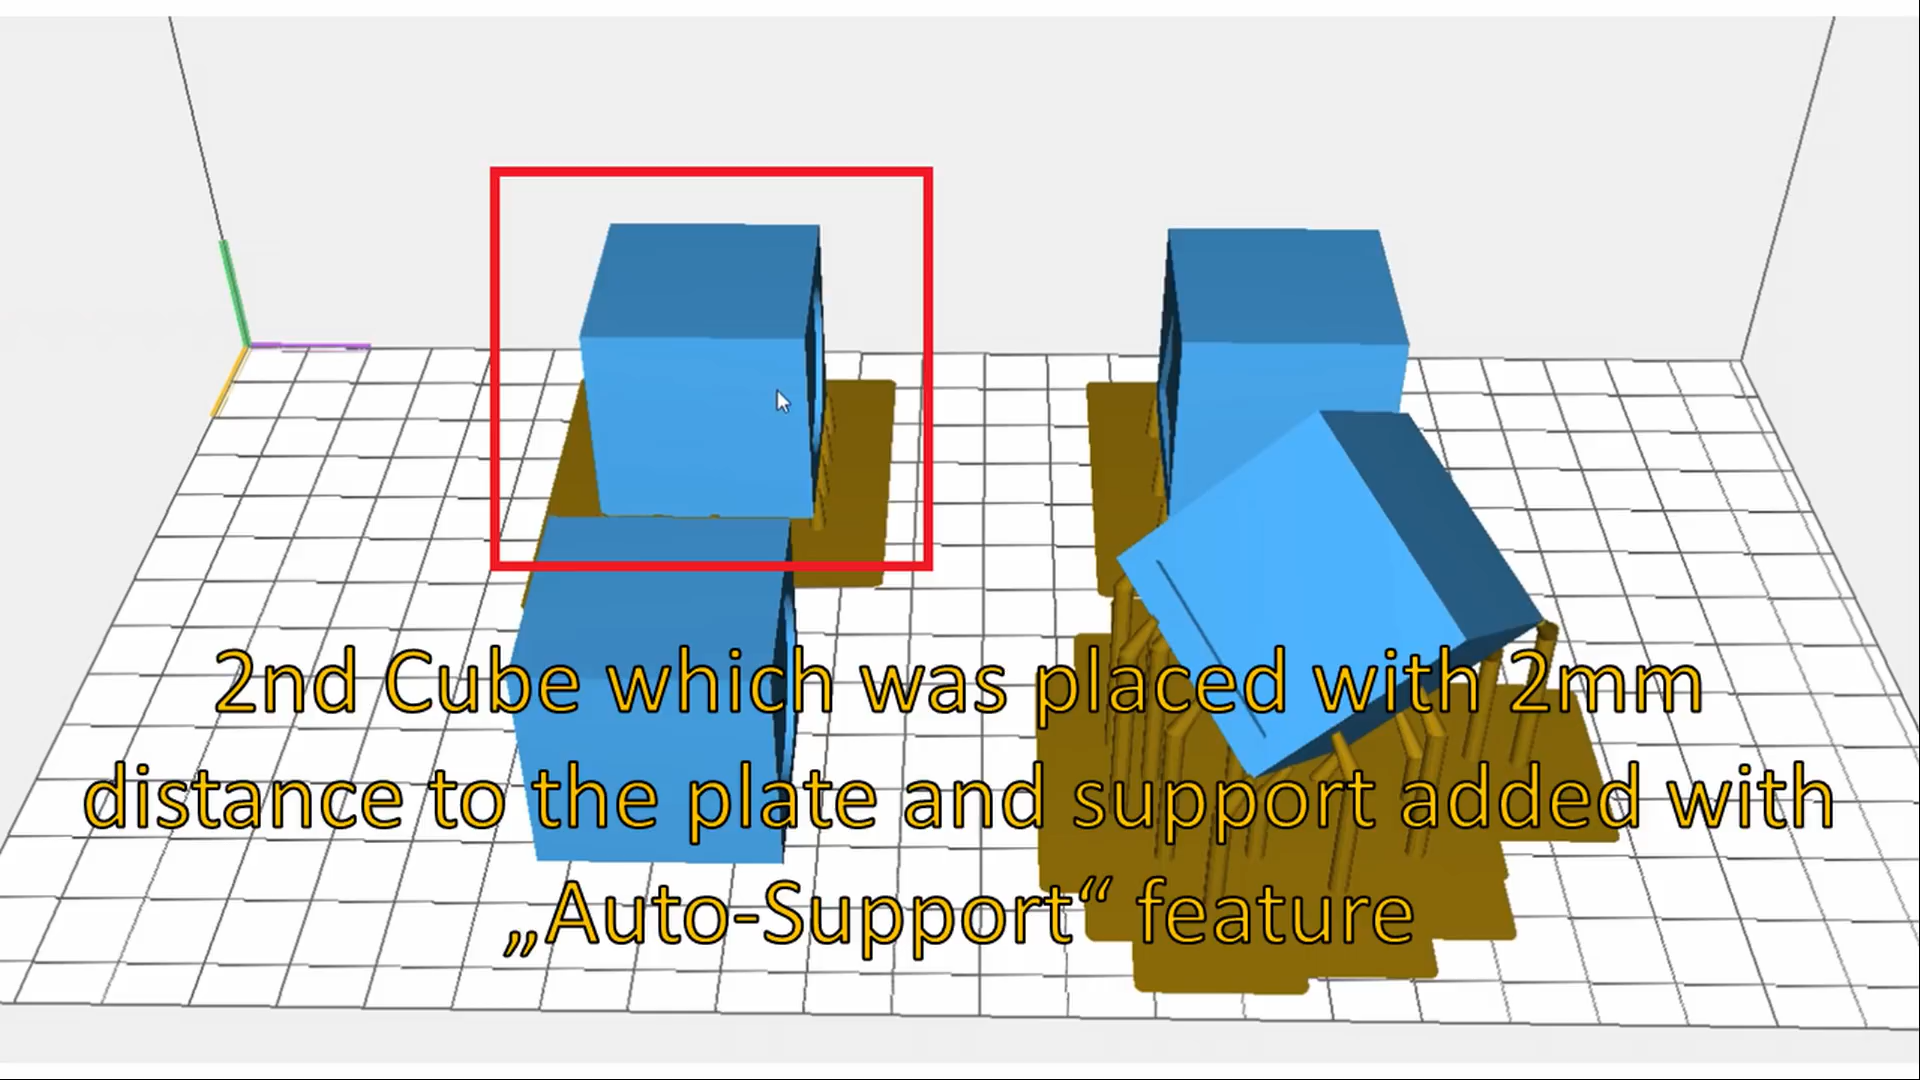 2nd Cube which was placed with 2mm
distance to the plate and support added with
„Auto-Support“ feature